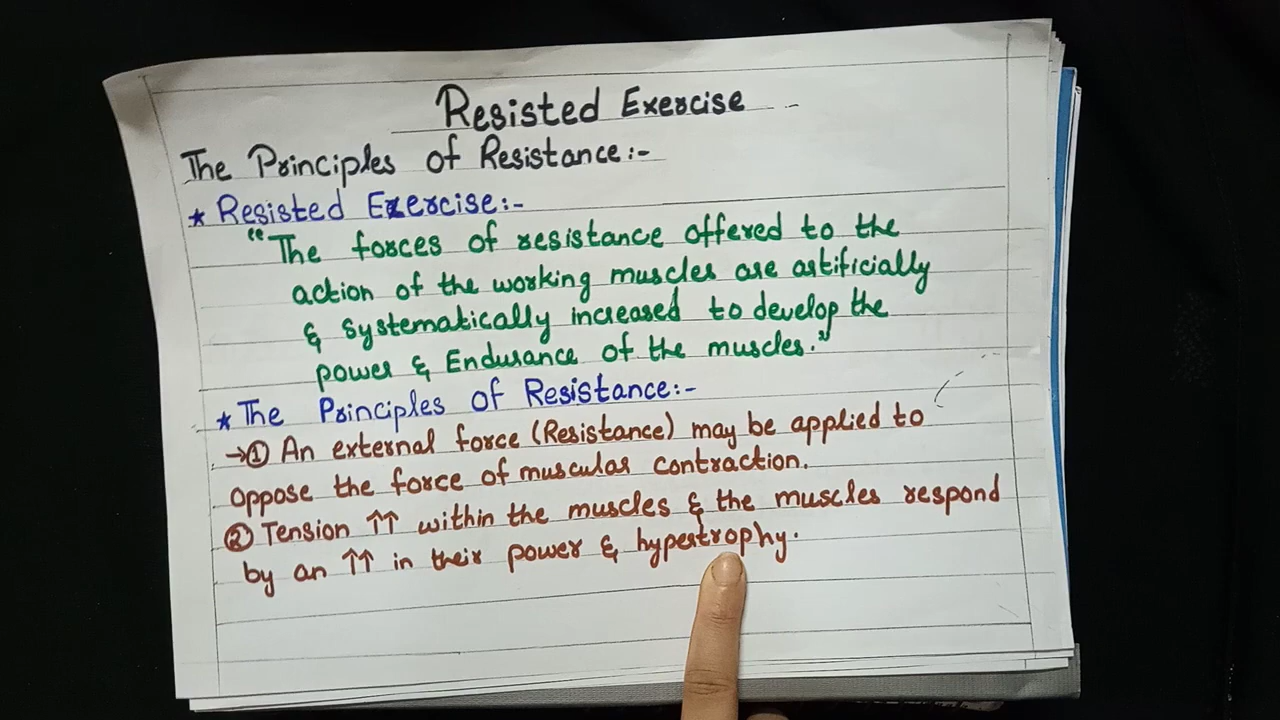 Resisted Exercise
The Principles of Resistance:-
* Resisted Exercise:-
"The forces of resistance offered to the
action of the working muscles are artificially
& Systematically increased to develop the
power & Endurance of the muscles."
* The Principles of Resistance:-
→① An external force (Resistance) may be applied to
oppose the force of muscular contraction.
② Tension ↑↑ within the muscles & the muscles respond
by an ↑↑ in their power & hypertrophy.